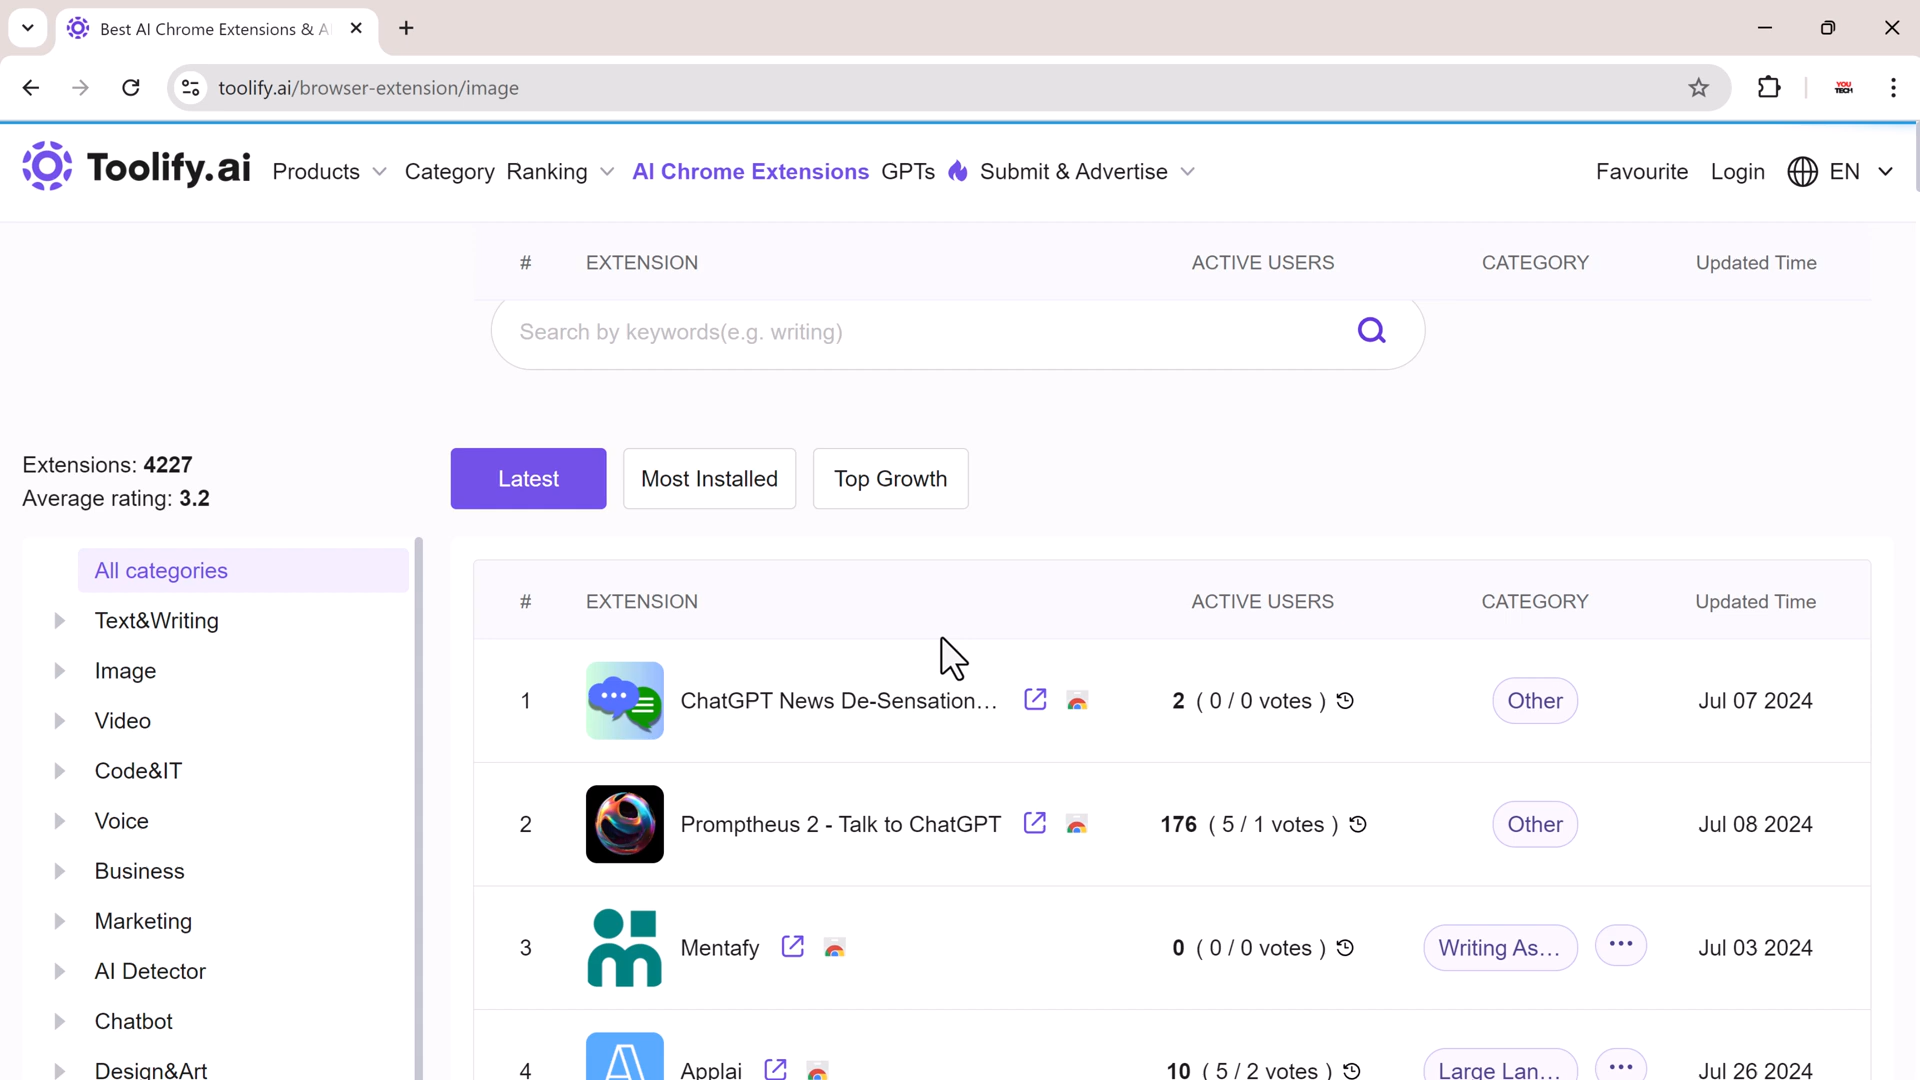 Best AI Chrome Extensions & A
toolify.ai/browser-extension/image
YOU
TECH
Toolify.ai Products Category Ranking AI Chrome Extensions GPTs Submit & Advertise Favourite Login EN
# EXTENSION ACTIVE USERS CATEGORY Updated Time
Search by keywords(e.g. writing)
Extensions: 4227
Average rating: 3.2
Latest Most Installed Top Growth
All categories
Text&Writing
Image
Video
Code&IT
Voice
Business
Marketing
AI Detector
Chatbot
Design&Art
# EXTENSION ACTIVE USERS CATEGORY Updated Time
1 ChatGPT News De-Sensation... 2 ( 0 / 0 votes ) Other Jul 07 2024
2 Promptheus 2 - Talk to ChatGPT 176 ( 5 / 1 votes ) Other Jul 08 2024
3 Mentafy 0 ( 0 / 0 votes ) Writing As... ... Jul 03 2024
4 Applai 10 ( 5 / 2 votes ) Large Lan... ... Jul 26 2024